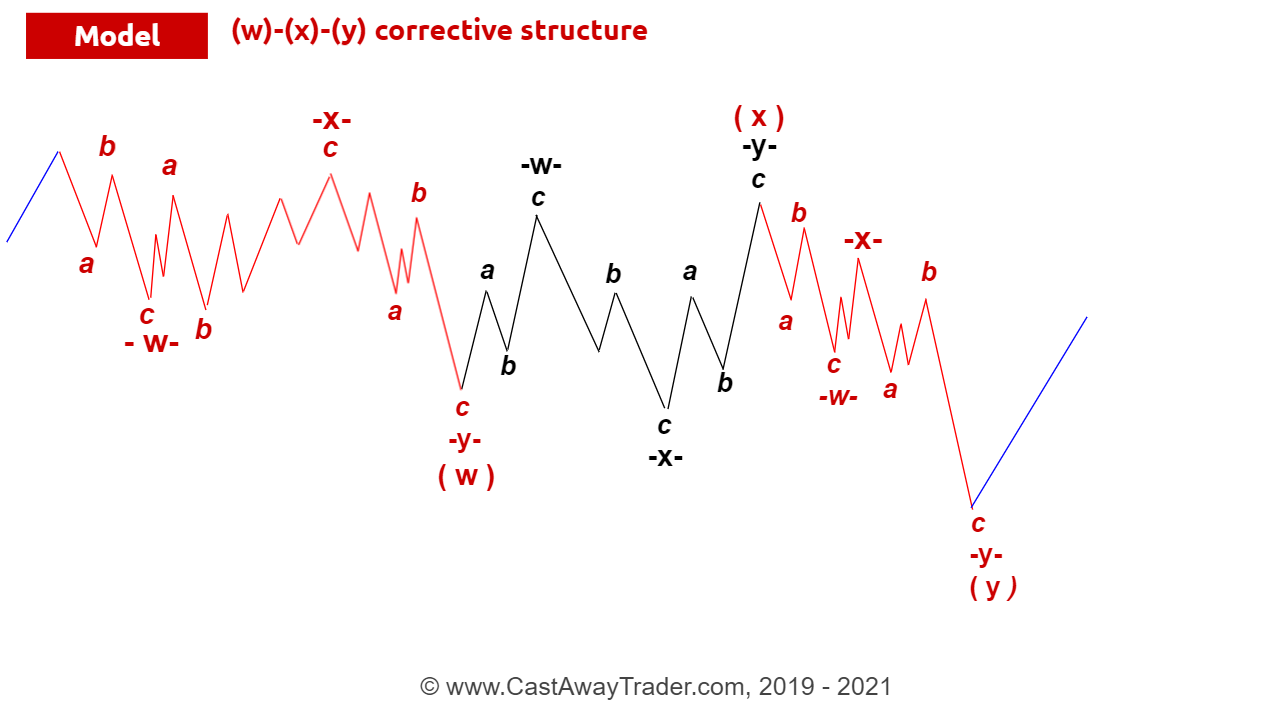 Model
(w)-(x)-(y) corrective structure
b
a
a
c
- w-
b
-x-
c
b
a
c
-y-
( w )
a
b
-w-
c
b
c
-x-
a
b
( x )
-y-
c
b
a
c
-w-
-x-
a
b
c
-y-
( y )
© www.CastAwayTrader.com, 2019 - 2021